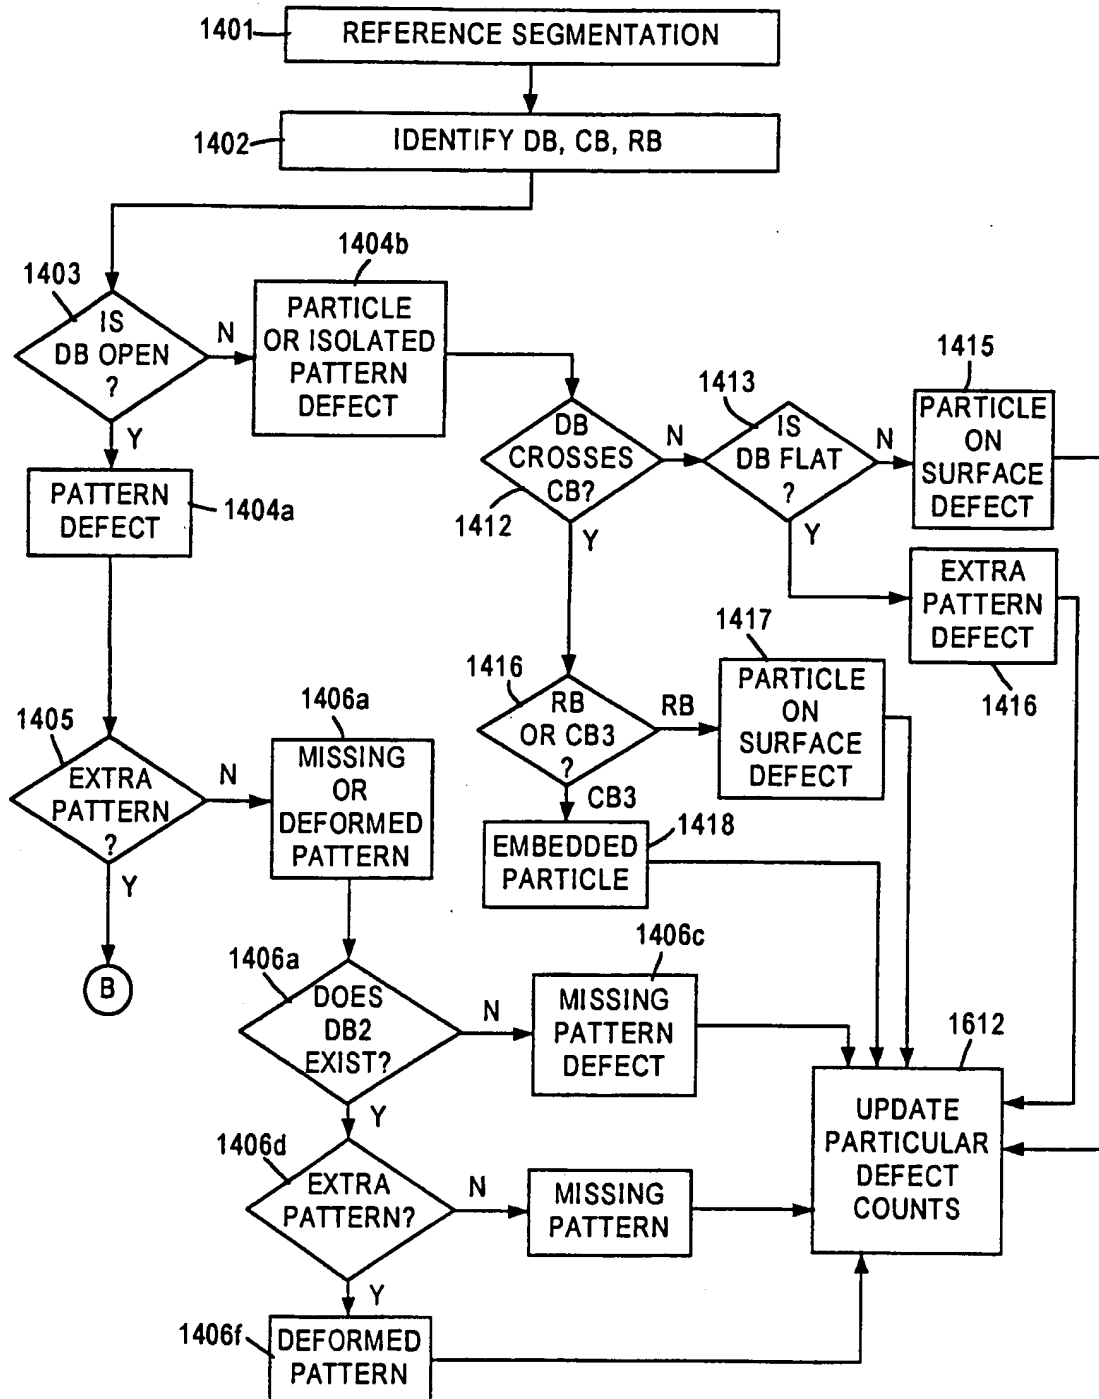 1401
REFERENCE SEGMENTATION
1402
IDENTIFY DB, CB, RB
1403
IS
DB OPEN
?
N
Y
1404b
PARTICLE
OR ISOLATED
PATTERN
DEFECT
PATTERN
DEFECT
1404a
DB
CROSSES
CB?
1412
N
Y
1413
IS
DB FLAT
?
N
Y
1415
PARTICLE
ON
SURFACE
DEFECT
EXTRA
PATTERN
DEFECT
1416
1416
RB
OR CB3
?
RB
CB3
1417
PARTICLE
ON
SURFACE
DEFECT
1418
EMBEDDED
PARTICLE
1405
EXTRA
PATTERN
?
N
Y
B
1406a
MISSING
OR
DEFORMED
PATTERN
1406a
DOES
DB2
EXIST?
N
Y
1406c
MISSING
PATTERN
DEFECT
1406d
EXTRA
PATTERN?
N
Y
MISSING
PATTERN
1406f
DEFORMED
PATTERN
1612
UPDATE
PARTICULAR
DEFECT
COUNTS